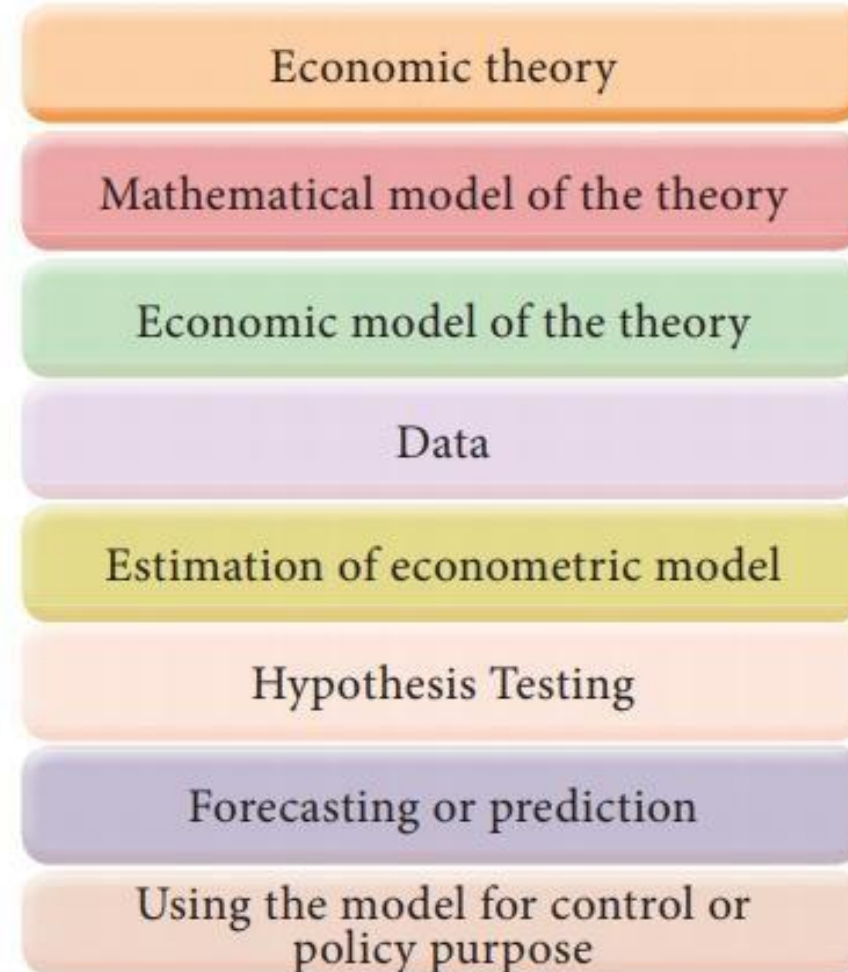 Economic theory
Mathematical model of the theory
Economic model of the theory
Data
Estimation of econometric model
Hypothesis Testing
Forecasting or prediction
Using the model for control or
policy purpose